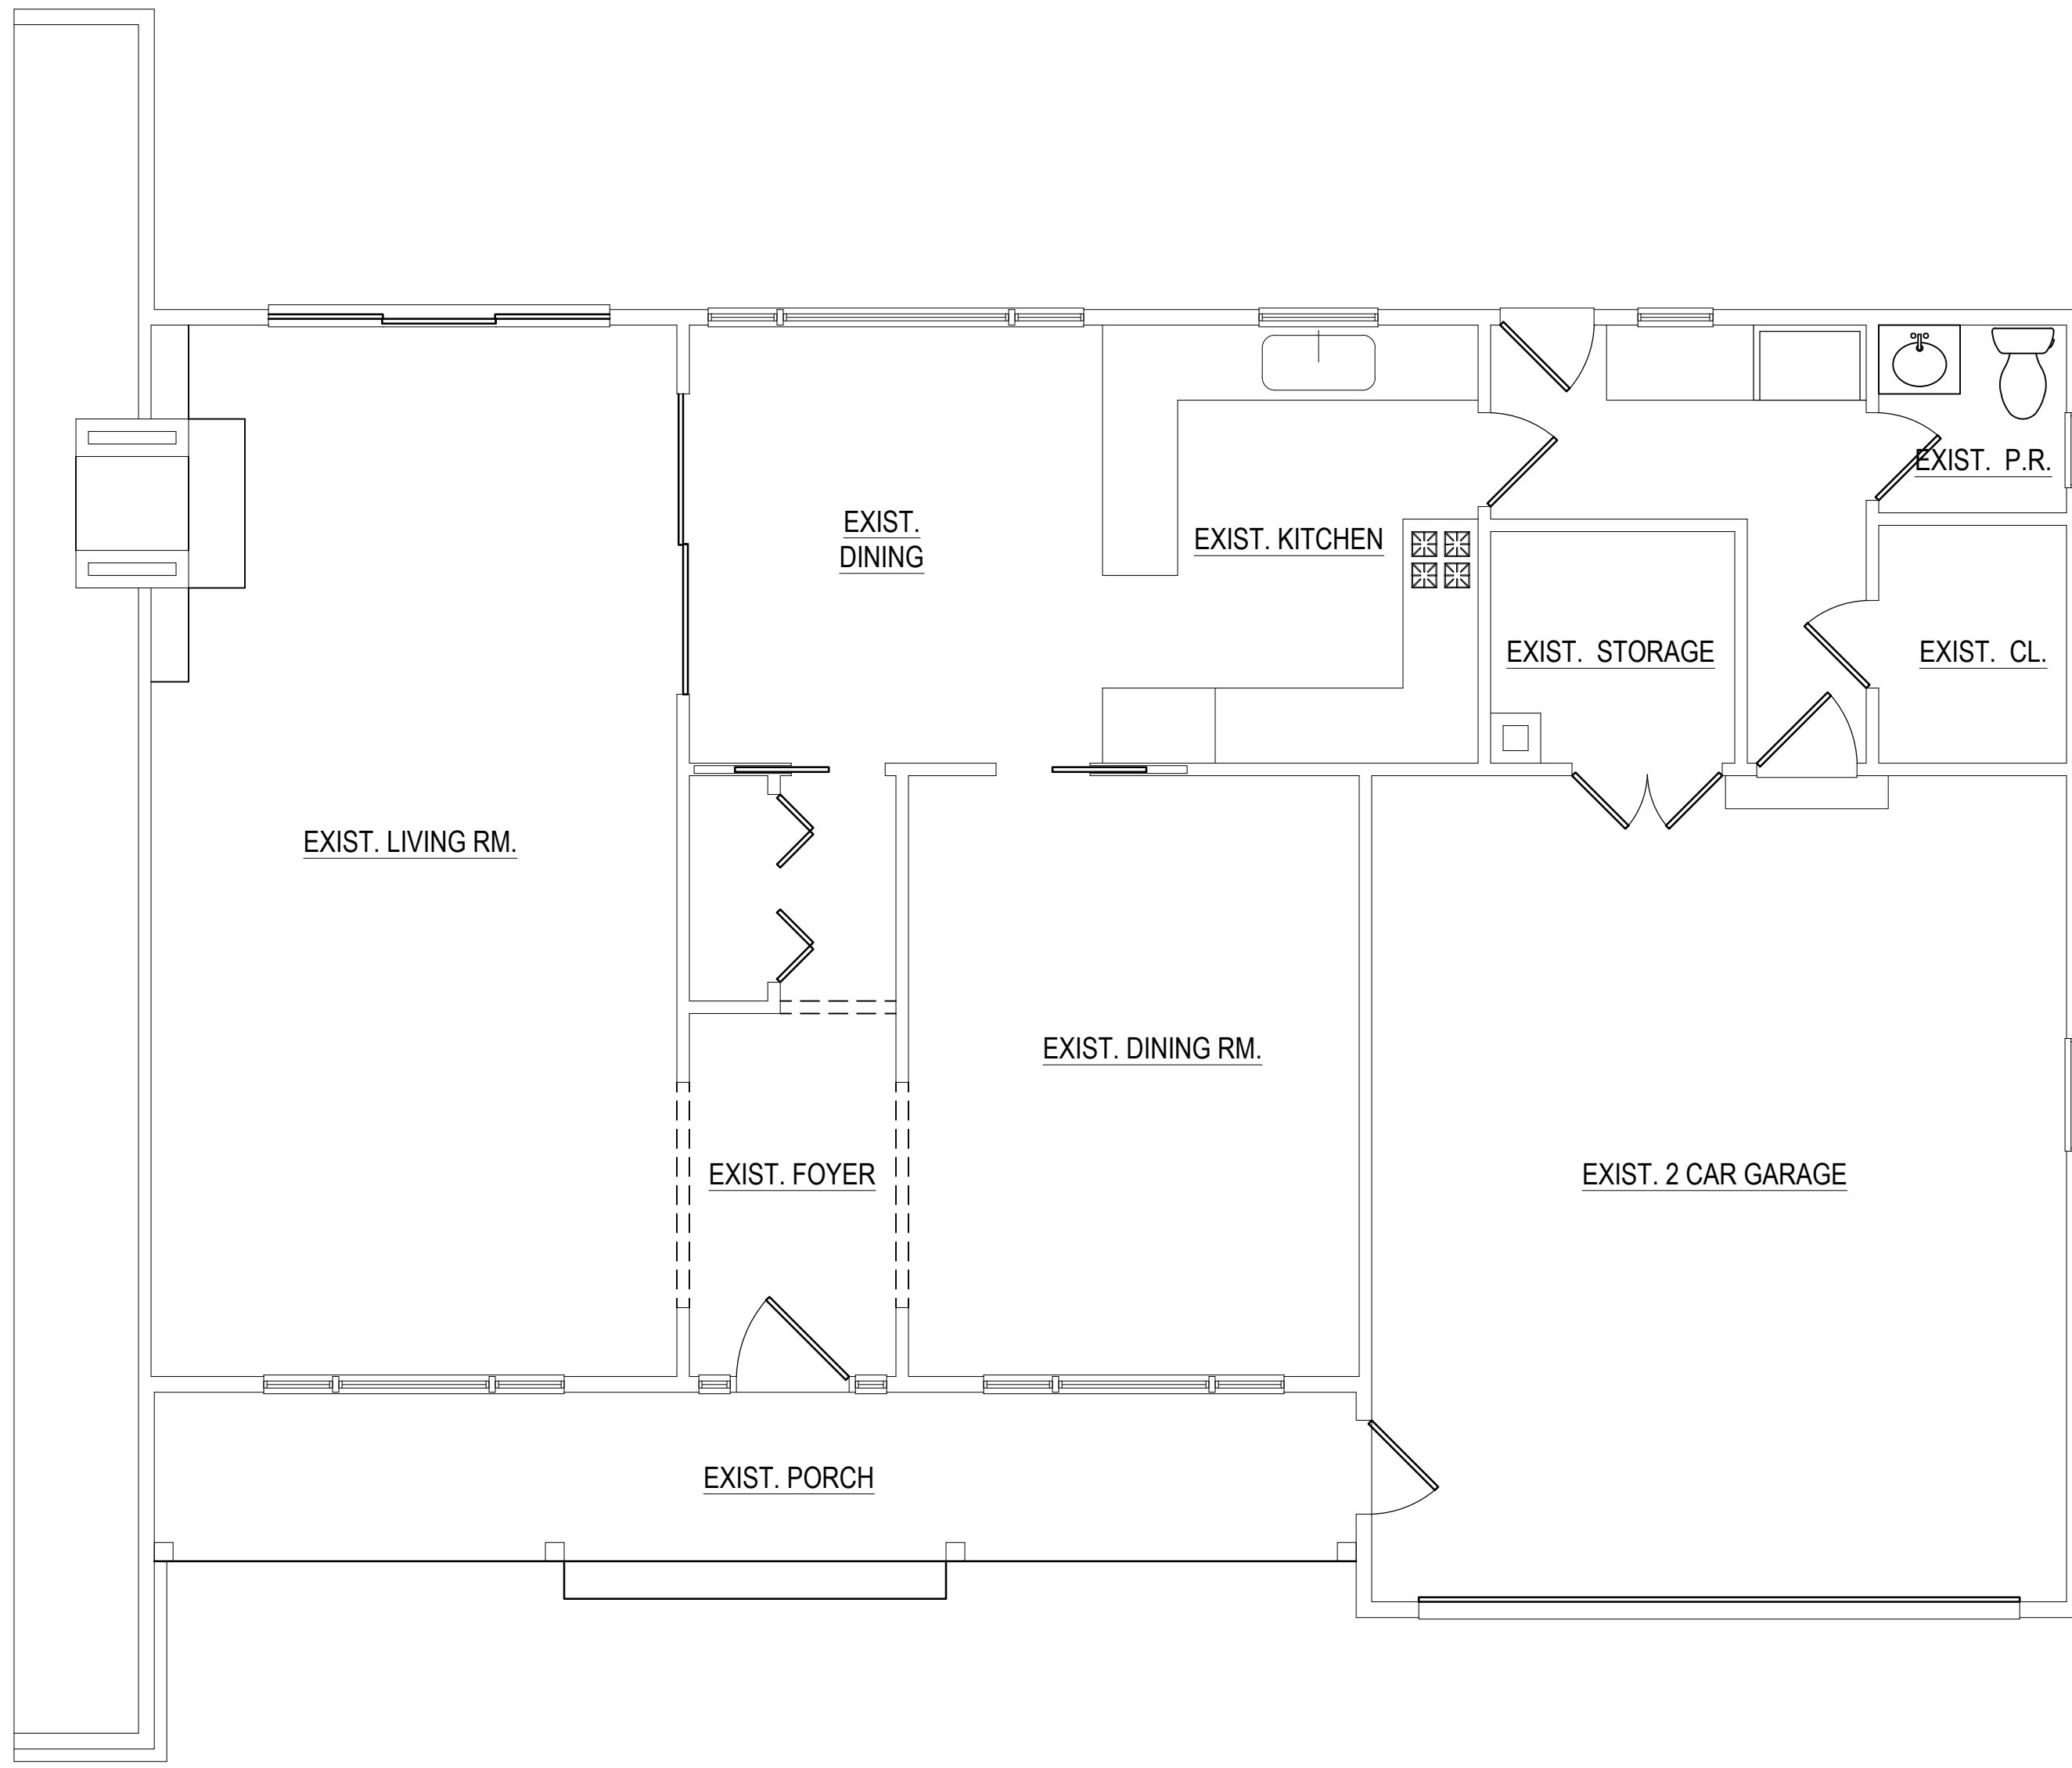 EXIST. P.R.
EXIST.
DINING
EXIST. KITCHEN
EXIST. STORAGE
EXIST. CL.
EXIST. LIVING RM.
EXIST. DINING RM.
EXIST. FOYER
EXIST. 2 CAR GARAGE
EXIST. PORCH